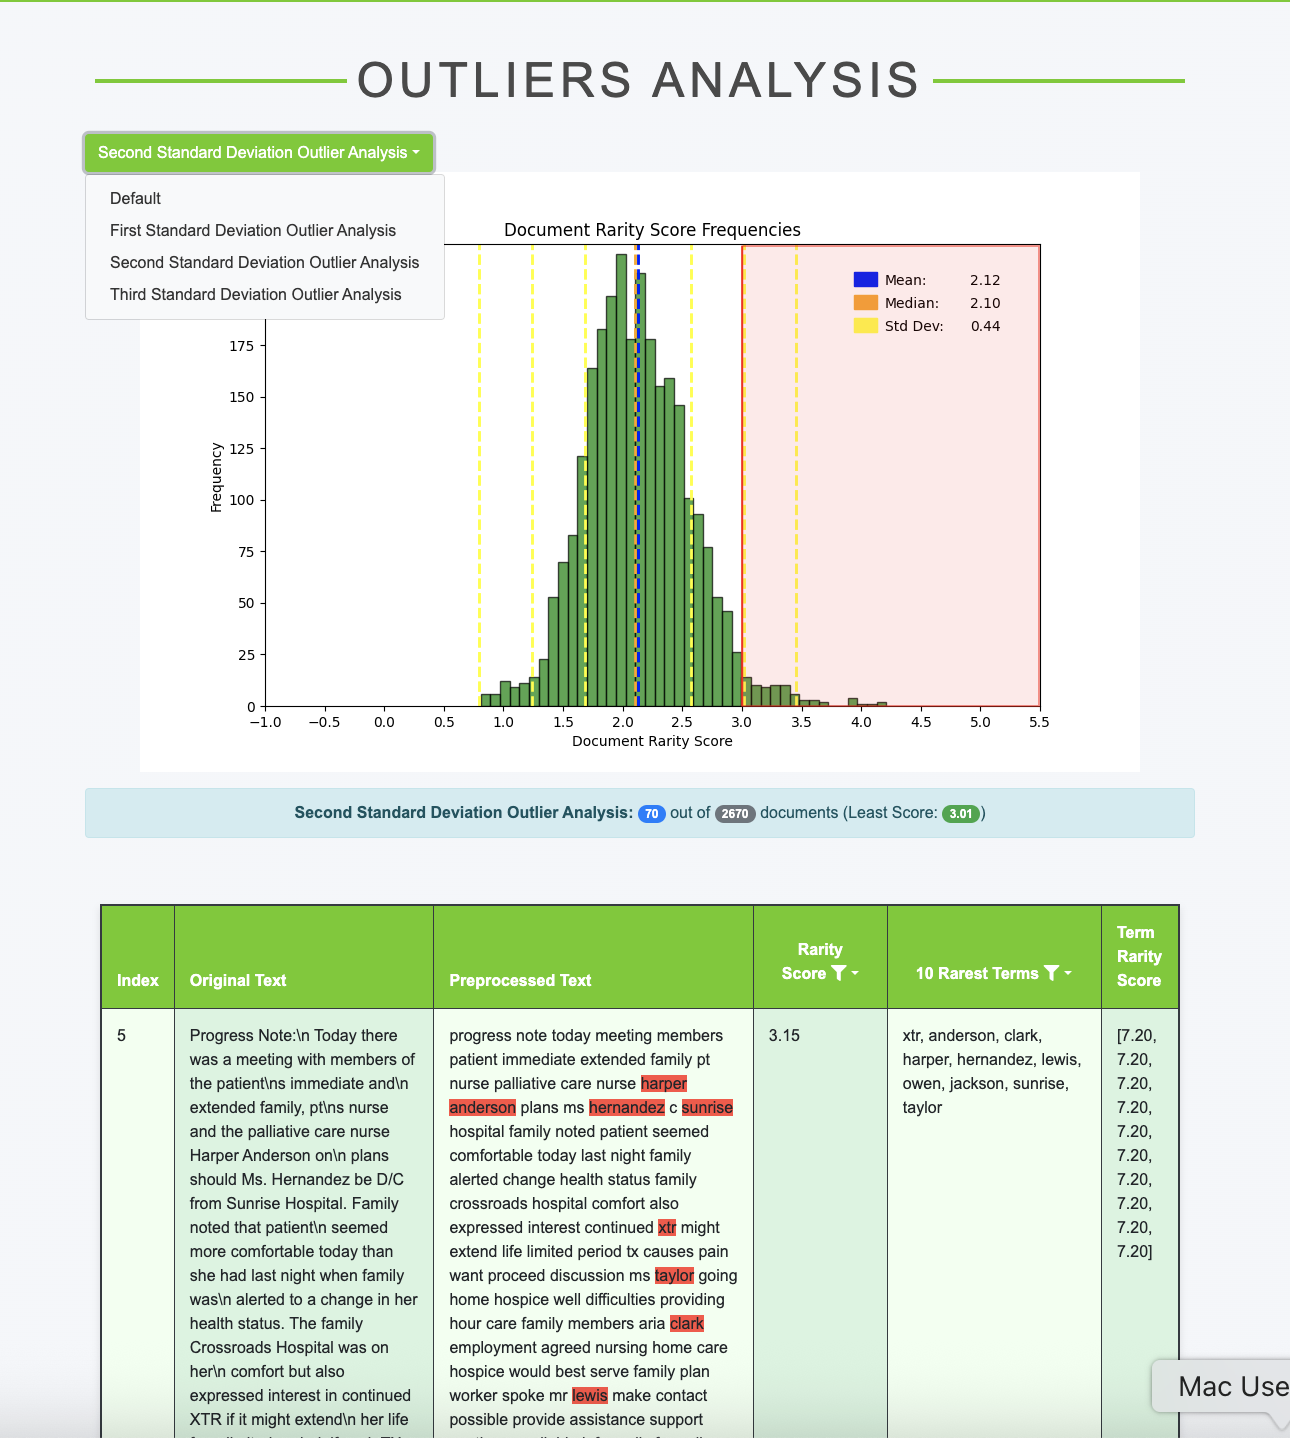 OUTLIERS ANALYSIS
Second Standard Deviation Outlier Analysis
Default
First Standard Deviation Outlier Analysis
Second Standard Deviation Outlier Analysis
Third Standard Deviation Outlier Analysis
Document Rarity Score Frequencies
Mean: 2.12
Median: 2.10
Std Dev: 0.44
175
150
125
100
75
50
25
0
Frequency
−1.0 −0.5 0.0 0.5 1.0 1.5 2.0 2.5 3.0 3.5 4.0 4.5 5.0 5.5
Document Rarity Score
Second Standard Deviation Outlier Analysis: 70 out of 2670 documents (Least Score: 3.01)
Index
Original Text
Preprocessed Text
Rarity
Score
10 Rarest Terms
Term
Rarity
Score
5
Progress Note:\n Today there
was a meeting with members of
the patient\ns immediate and\n
extended family, pt\ns nurse
and the palliative care nurse
Harper Anderson on\n plans
should Ms. Hernandez be D/C
from Sunrise Hospital. Family
noted that patient\n seemed
more comfortable today than
she had last night when family
was\n alerted to a change in her
health status. The family
Crossroads Hospital was on
her\n comfort but also
expressed interest in continued
XTR if it might extend\n her life
progress note today meeting members
patient immediate extended family pt
nurse palliative care nurse harper
anderson plans ms hernandez c sunrise
hospital family noted patient seemed
comfortable today last night family
alerted change health status family
crossroads hospital comfort also
expressed interest continued xtr might
extend life limited period tx causes pain
want proceed discussion ms taylor going
home hospice well difficulties providing
hour care family members aria clark
employment agreed nursing home care
hospice would best serve family plan
worker spoke mr lewis make contact
possible provide assistance support
3.15
xtr, anderson, clark,
harper, hernandez, lewis,
owen, jackson, sunrise,
taylor
[7.20,
7.20,
7.20,
7.20,
7.20,
7.20,
7.20,
7.20,
7.20,
7.20]
Mac Use